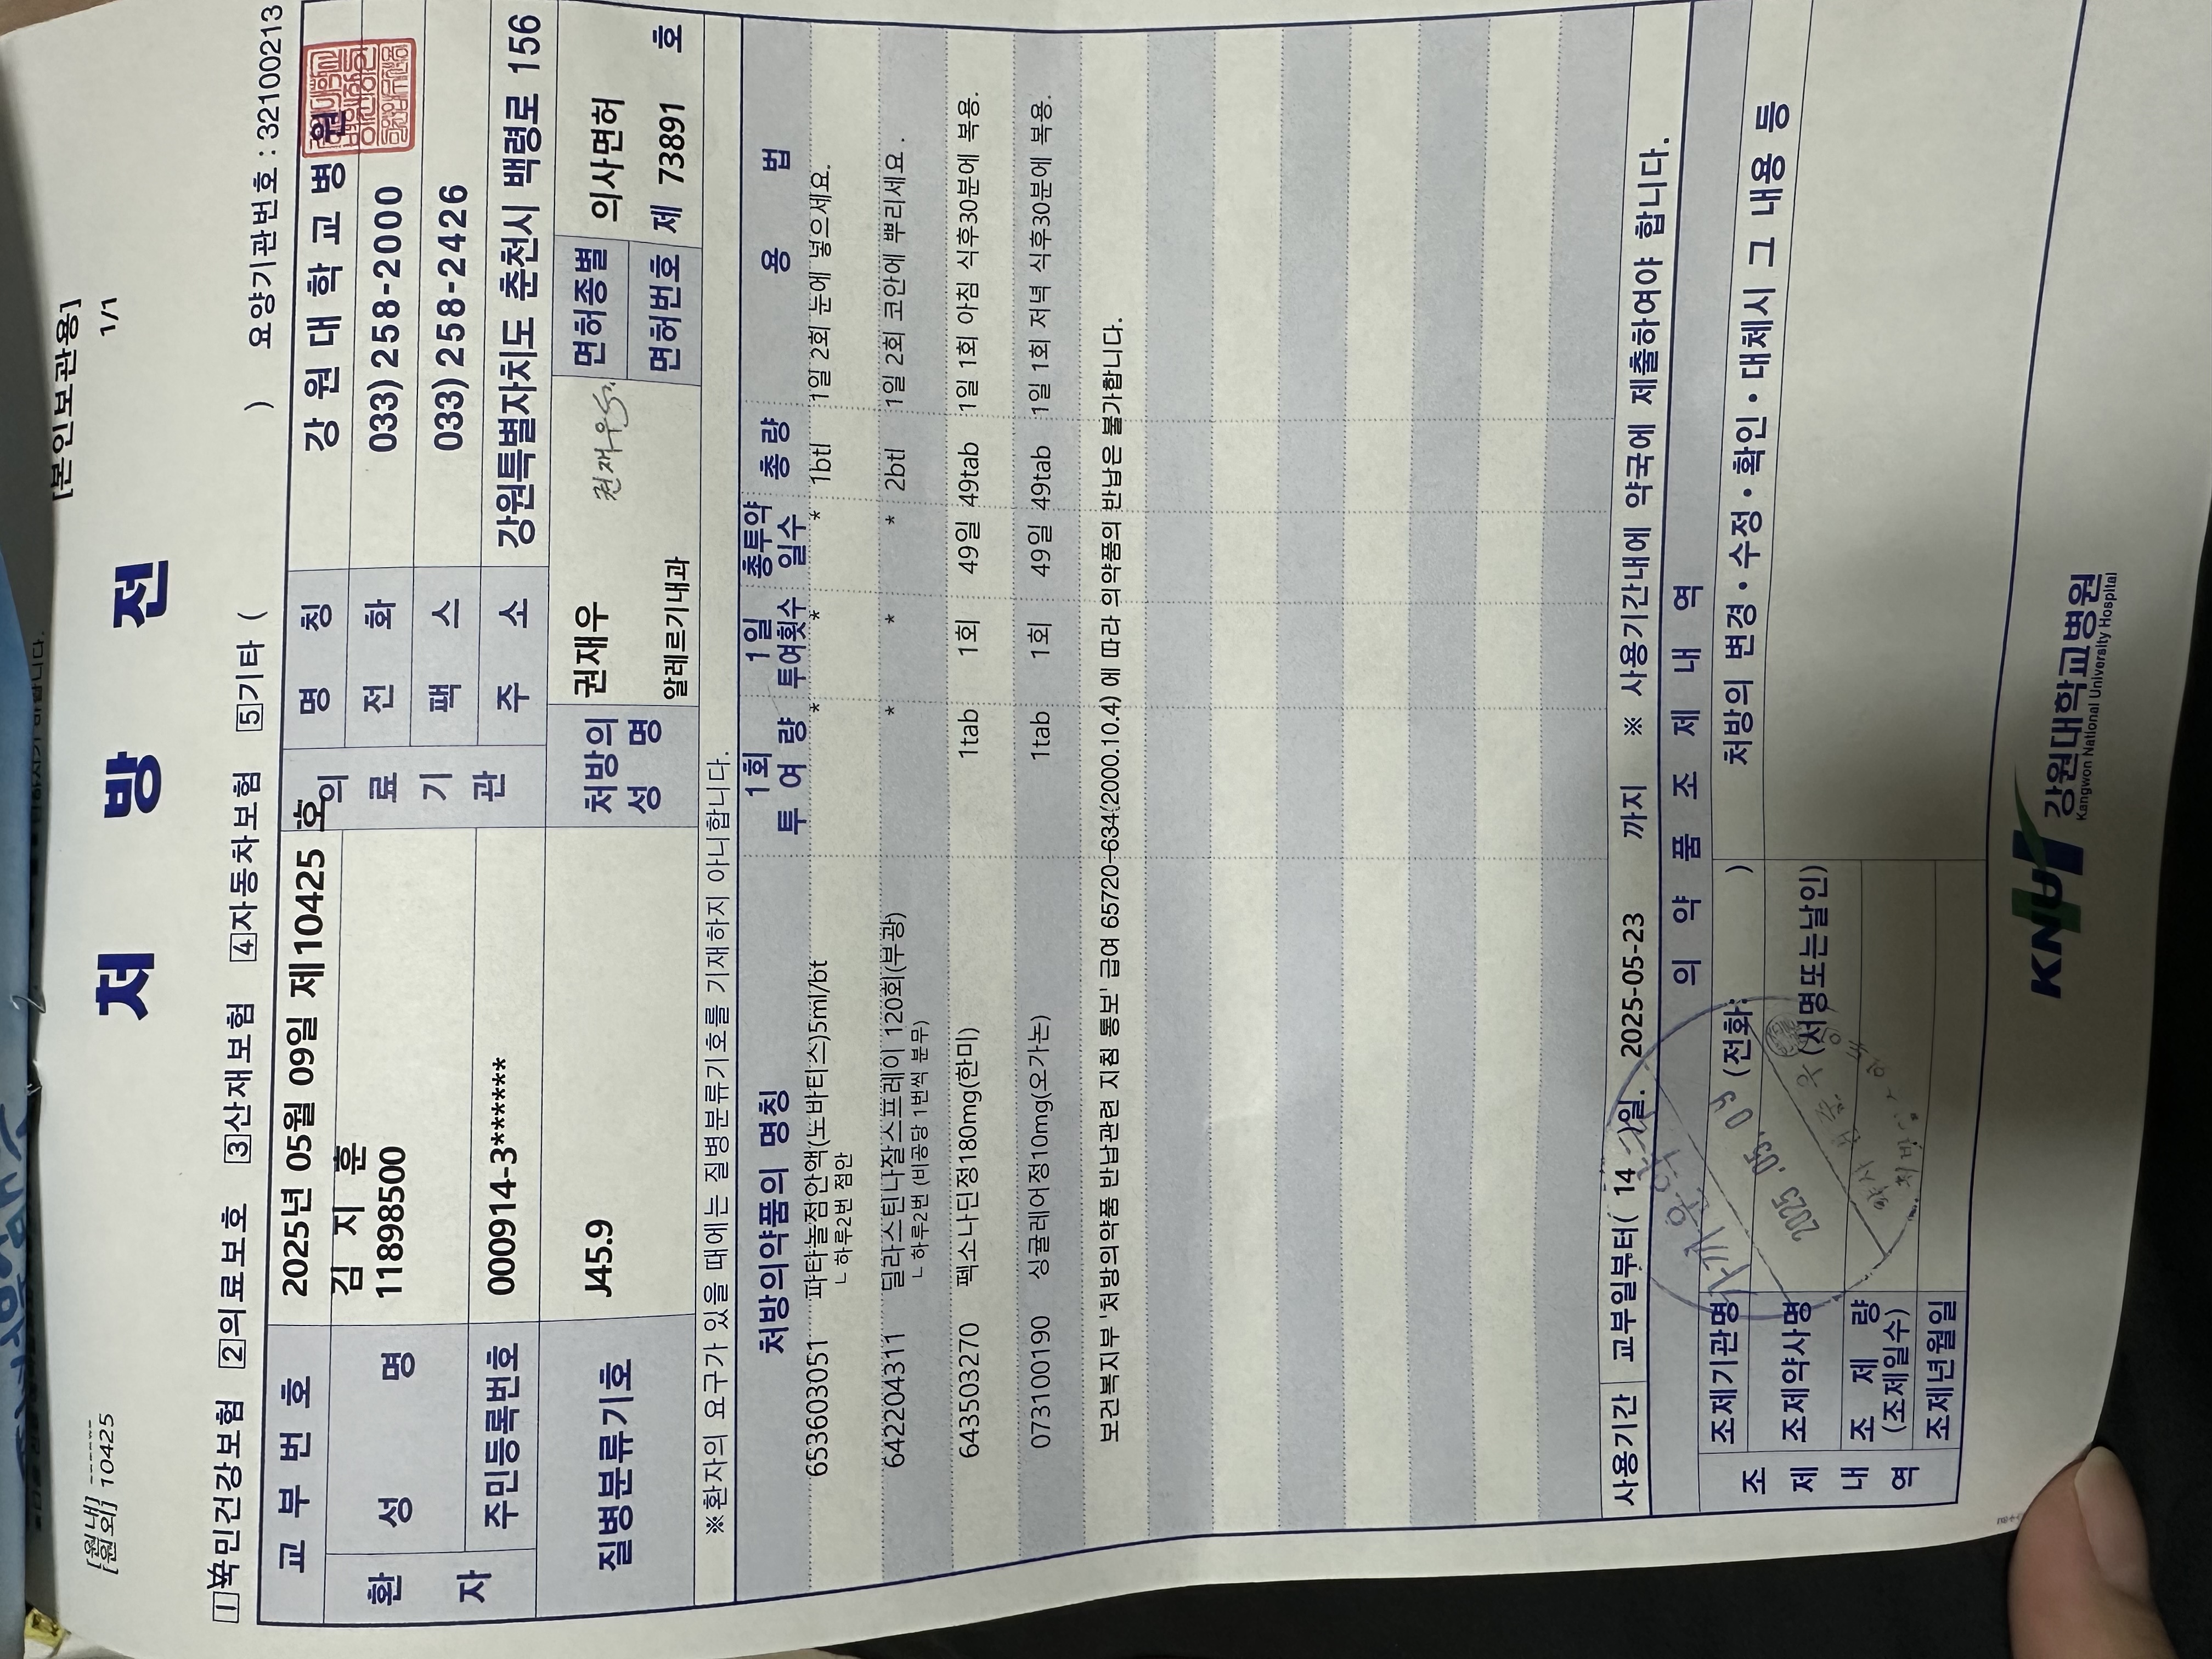 [본인보관용]
[원내] ------
[원외] 10425
1/1
처 방 전
1국민건강보험 2의료보호 3산재보험 4자동차보험 5기타 ( ) 요양기관번호 : 32100213
교 부 번 호 2025년 05월 09일 제10425 호
환자 성 명 김 지 훈
11898500
주민등록번호 000914-3******
의료기관 명 칭 강 원 대 학 교 병 원
전 화 033) 258-2000
팩 스 033) 258-2426
주 소 강원특별자치도 춘천시 백령로 156
질병분류기호 J45.9
처방의 성 명 권재우 권재우
알레르기내과
면허종별 의사면허
면허번호 제 73891 호
※환자의 요구가 있을 때에는 질병분류기호를 기재하지 아니합니다.
처방의약품의 명칭 1회 투 여 량 1일 투여횟수 총투약 일수 총 량 용 법
653603051 파타놀점안액(노바티스)5ml/bt * * * 1btl 1일 2회 눈에 넣으세요.
ㄴ 하루2번 점안
642204311 딜라스틴나잘스프레이 120회(부광) * * * 2btl 1일 2회 코안에 뿌리세요 .
ㄴ 하루2번 (비공당 1번씩 분무)
643503270 펙소나딘정180mg(한미) 1tab 1회 49일 49tab 1일 1회 아침 식후30분에 복용.
073100190 싱귤레어정10mg(오가논) 1tab 1회 49일 49tab 1일 1회 저녁 식후30분에 복용.
보건복지부 '처방의약품 반납관련 지침 통보' 급여 65720-634(2000.10.4) 에 따라 의약품의 반납은 불가합니다.
사용기간 교부일부터( 14 )일. 2025-05-23 까지 ※ 사용기간내에 약국에 제출하여야 합니다.
의 약 품 조 제 내 역
조제내역 조제기관명 (전화: )
처방의 변경・수정・확인・대체시 그 내용 등
조제약사명 (서명또는날인)
조 제 량
(조제일수)
조제년월일
가까운약국
2025 .05. 09
약사
KNUH 강원대학교병원
Kangwon National University Hospital